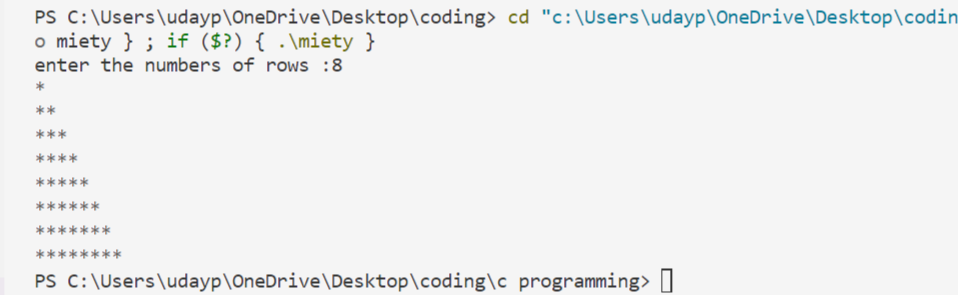 PS C:\Users\udayp\OneDrive\Desktop\coding> cd "c:\Users\udayp\OneDrive\Desktop\codin
o miety } ; if ($?) { .\miety }
enter the numbers of rows :8
*
**
***
****
*****
******
*******
********
PS C:\Users\udayp\OneDrive\Desktop\coding\c programming>